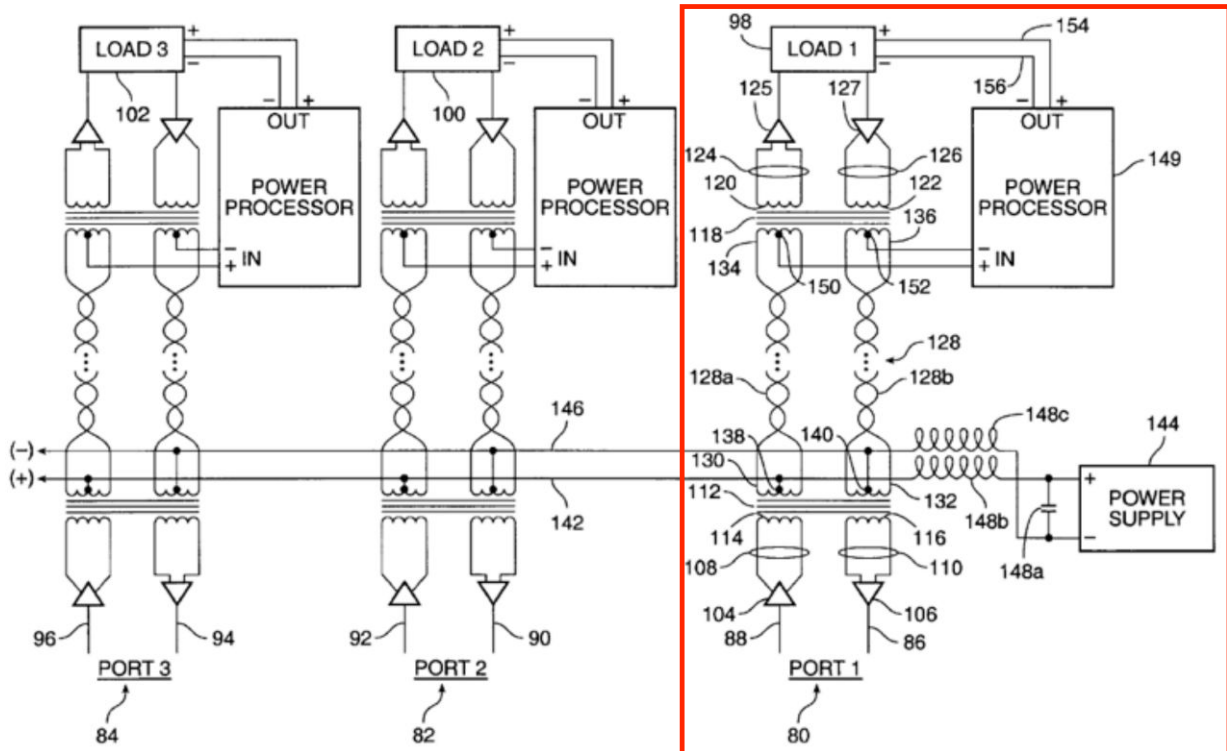 98 LOAD 1 + − 154
LOAD 3 + −
LOAD 2 + −
156
102
100
125 127
− + OUT
− + OUT
− + OUT
149
124 126
120 122
POWER PROCESSOR
POWER PROCESSOR
POWER PROCESSOR
118 136
− + IN
− + IN
− + IN
134 150 152
128
128a 128b
146 148c
138 140 144
(−)
130
(+)
112 132
+ POWER SUPPLY −
142 148b
114 116
108 110 148a
104 106
96 94 92 90 88 86
PORT 3 PORT 2 PORT 1
84 82 80